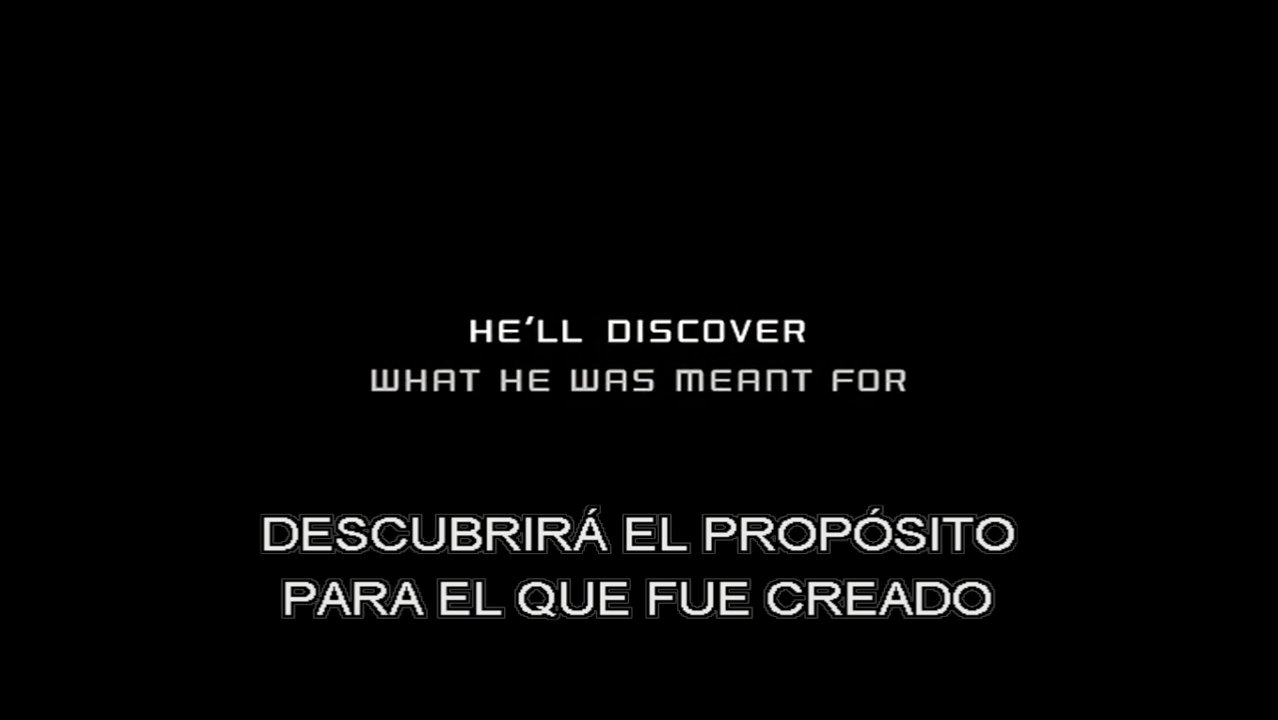 HE'LL DISCOVER
WHAT HE WAS MEANT FOR
DESCUBRIRÁ EL PROPÓSITO
PARA EL QUE FUE CREADO